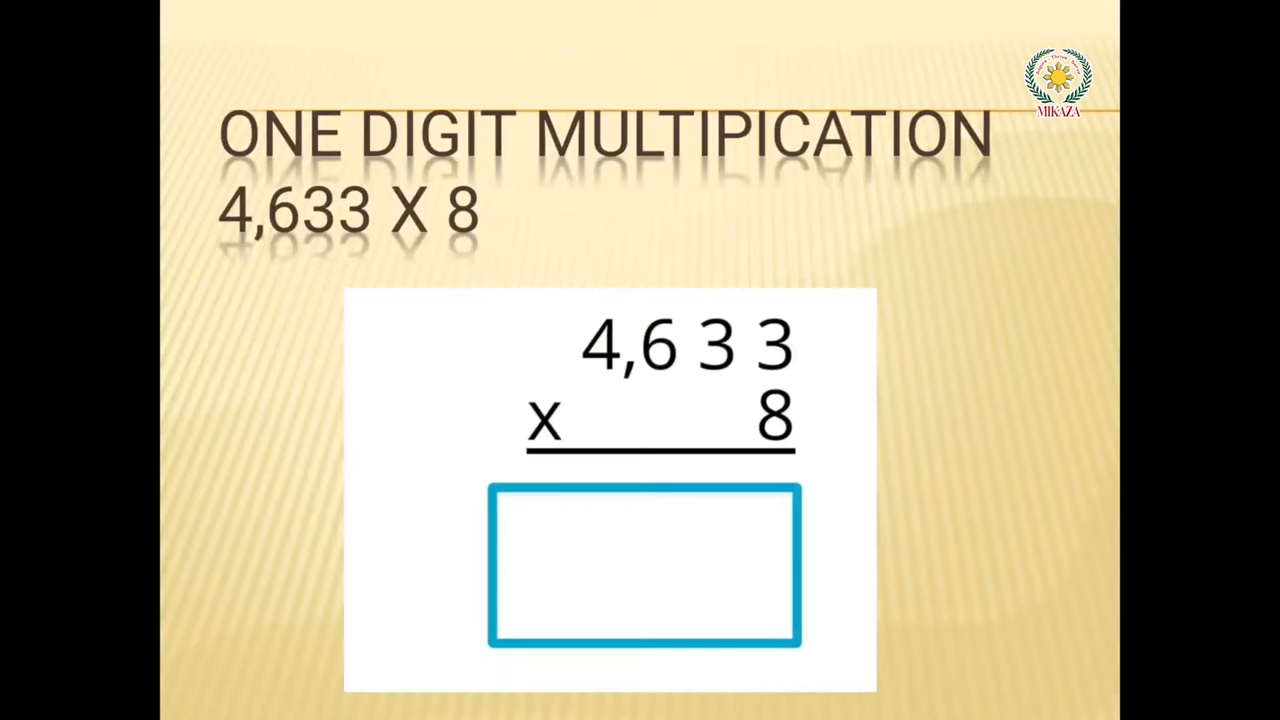 MIKAZA
ONE DIGIT MULTIPICATION
4,633 X 8
4,6 3 3
x 8